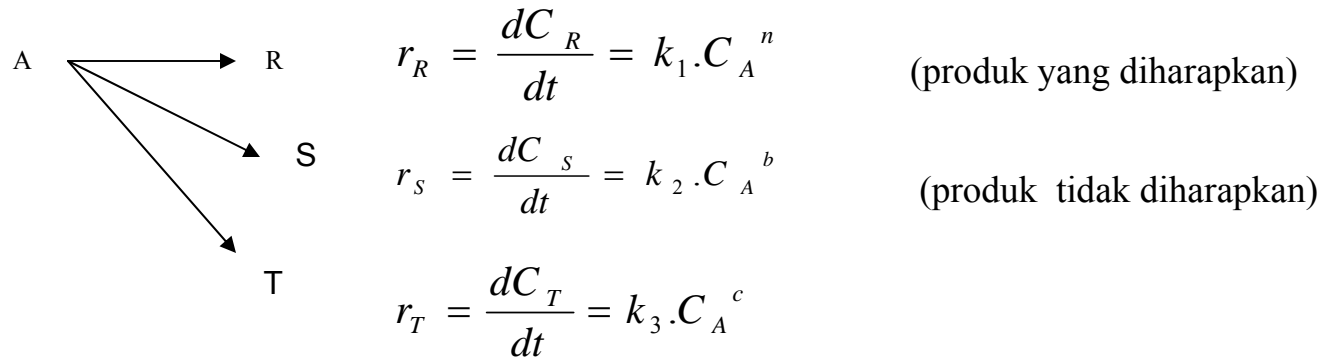 A R r_R = dC_R/dt = k_1.C_A^n (produk yang diharapkan)
S r_S = dC_S/dt = k_2.C_A^b (produk tidak diharapkan)
T r_T = dC_T/dt = k_3.C_A^c